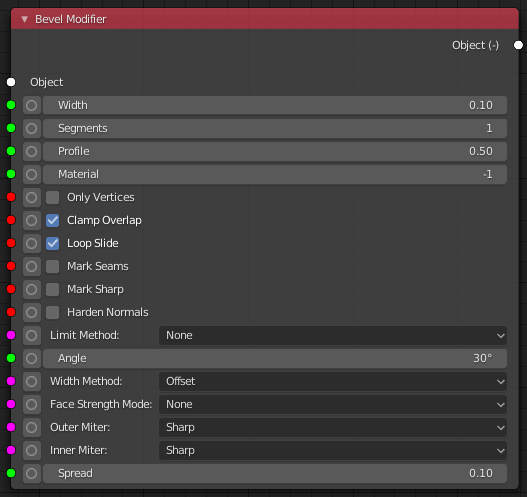 Bevel Modifier
Object (-)
Object
Width 0.10
Segments 1
Profile 0.50
Material -1
Only Vertices
Clamp Overlap
Loop Slide
Mark Seams
Mark Sharp
Harden Normals
Limit Method: None
Angle 30°
Width Method: Offset
Face Strength Mode: None
Outer Miter: Sharp
Inner Miter: Sharp
Spread 0.10